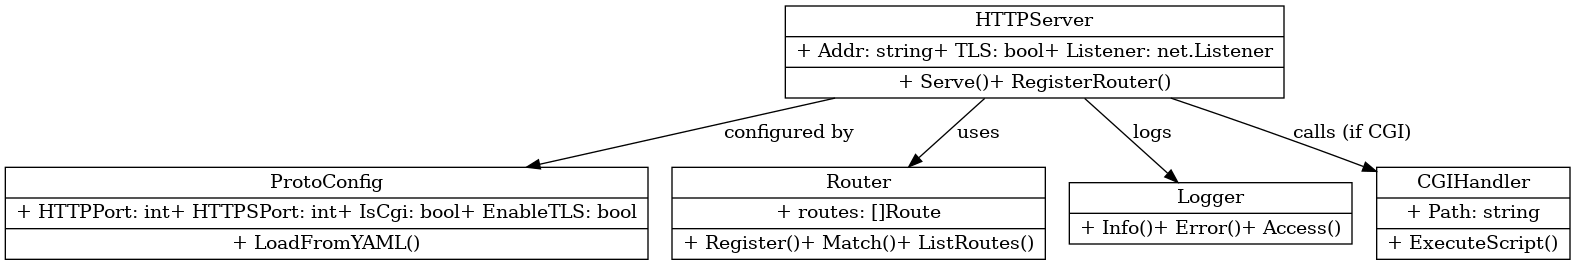 HTTPServer
+ Addr: string+ TLS: bool+ Listener: net.Listener
+ Serve()+ RegisterRouter()
configured by
uses
logs
calls (if CGI)
ProtoConfig
+ HTTPPort: int+ HTTPSPort: int+ IsCgi: bool+ EnableTLS: bool
+ LoadFromYAML()
Router
+ routes: []Route
+ Register()+ Match()+ ListRoutes()
Logger
+ Info()+ Error()+ Access()
CGIHandler
+ Path: string
+ ExecuteScript()